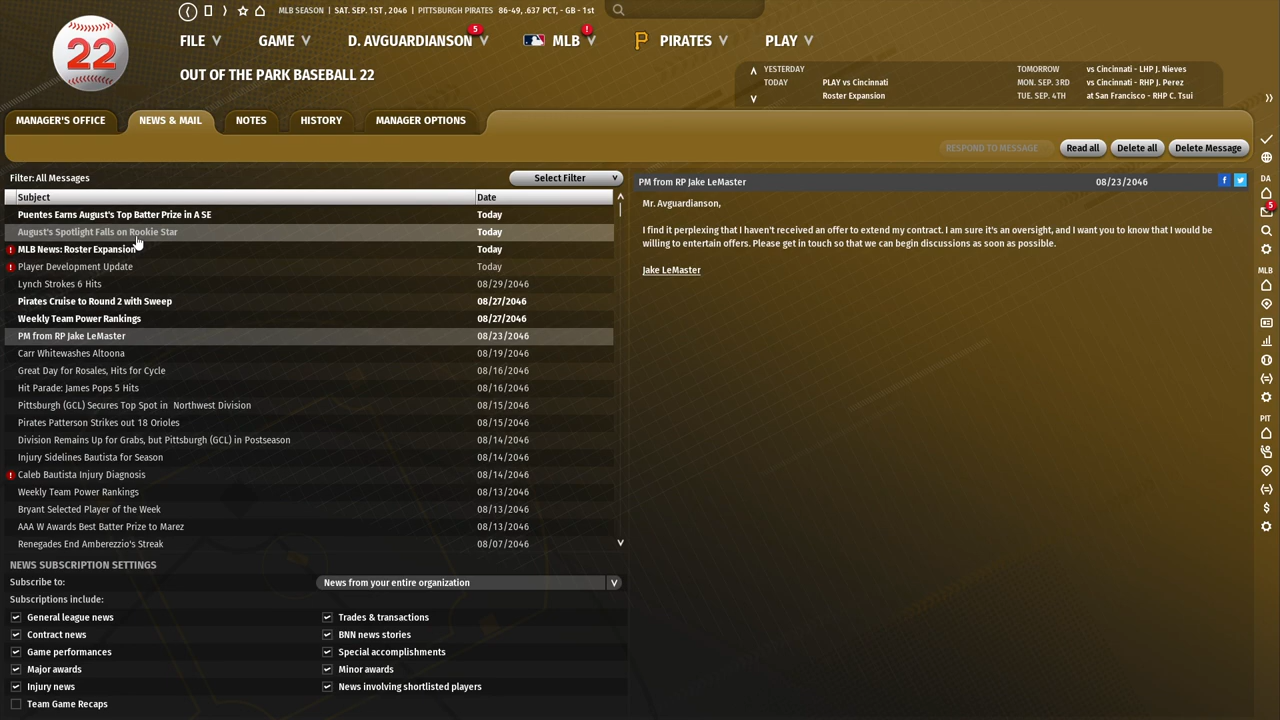 MLB SEASON | SAT. SEP. 1ST , 2046 | PITTSBURGH PIRATES 86-49, .637 PCT, - GB - 1st
22
FILE GAME D. AVGUARDIANSON 5 MLB ! P PIRATES PLAY
OUT OF THE PARK BASEBALL 22
YESTERDAY
TODAY PLAY vs Cincinnati
Roster Expansion
TOMORROW vs Cincinnati - LHP J. Nieves
MON. SEP. 3RD vs Cincinnati - RHP J. Perez
TUE. SEP. 4TH at San Francisco - RHP C. Tsui
MANAGER'S OFFICE NEWS & MAIL NOTES HISTORY MANAGER OPTIONS
RESPOND TO MESSAGE Read all Delete all Delete Message
Filter: All Messages Select Filter
Subject Date
Puentes Earns August's Top Batter Prize in A SE Today
August's Spotlight Falls on Rookie Star Today
! MLB News: Roster Expansion Today
! Player Development Update Today
Lynch Strokes 6 Hits 08/29/2046
Pirates Cruise to Round 2 with Sweep 08/27/2046
Weekly Team Power Rankings 08/27/2046
PM from RP Jake LeMaster 08/23/2046
Carr Whitewashes Altoona 08/19/2046
Great Day for Rosales, Hits for Cycle 08/16/2046
Hit Parade: James Pops 5 Hits 08/16/2046
Pittsburgh (GCL) Secures Top Spot in Northwest Division 08/15/2046
Pirates Patterson Strikes out 18 Orioles 08/15/2046
Division Remains Up for Grabs, but Pittsburgh (GCL) in Postseason 08/14/2046
Injury Sidelines Bautista for Season 08/14/2046
! Caleb Bautista Injury Diagnosis 08/14/2046
Weekly Team Power Rankings 08/13/2046
Bryant Selected Player of the Week 08/13/2046
AAA W Awards Best Batter Prize to Marez 08/13/2046
Renegades End Amberezzio's Streak 08/07/2046
NEWS SUBSCRIPTION SETTINGS
Subscribe to: News from your entire organization
Subscriptions include:
General league news Trades & transactions
Contract news BNN news stories
Game performances Special accomplishments
Major awards Minor awards
Injury news News involving shortlisted players
Team Game Recaps
PM from RP Jake LeMaster 08/23/2046 f
Mr. Avguardianson,
I find it perplexing that I haven't received an offer to extend my contract. I am sure it's an oversight, and I want you to know that I would be
willing to entertain offers. Please get in touch so that we can begin discussions as soon as possible.
Jake LeMaster
DA
5
MLB
PIT
$